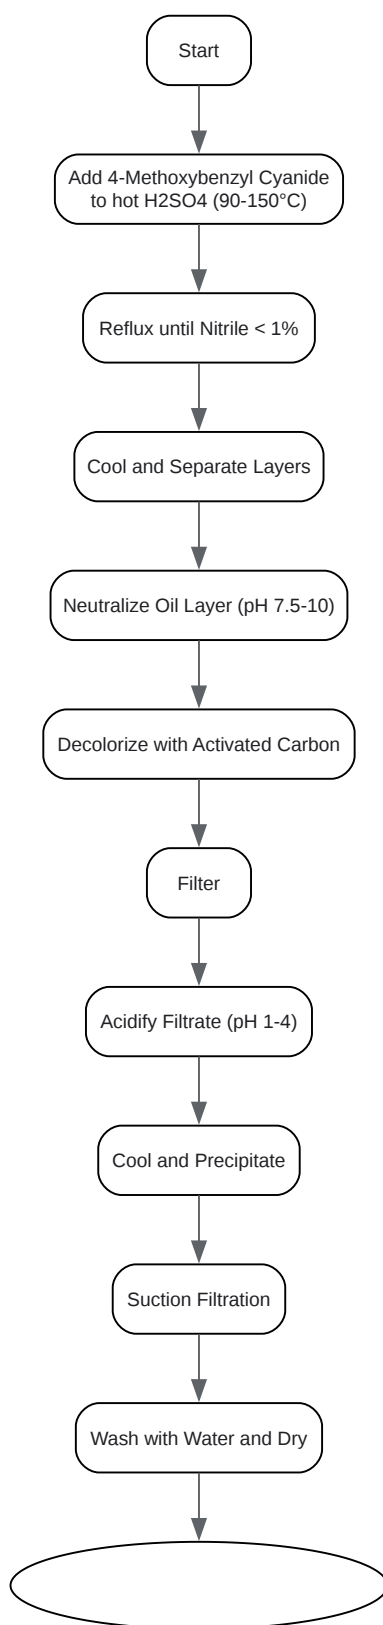 Start
Add 4-Methoxybenzyl Cyanide
to hot H2SO4 (90-150°C)
Reflux until Nitrile < 1%
Cool and Separate Layers
Neutralize Oil Layer (pH 7.5-10)
Decolorize with Activated Carbon
Filter
Acidify Filtrate (pH 1-4)
Cool and Precipitate
Suction Filtration
Wash with Water and Dry